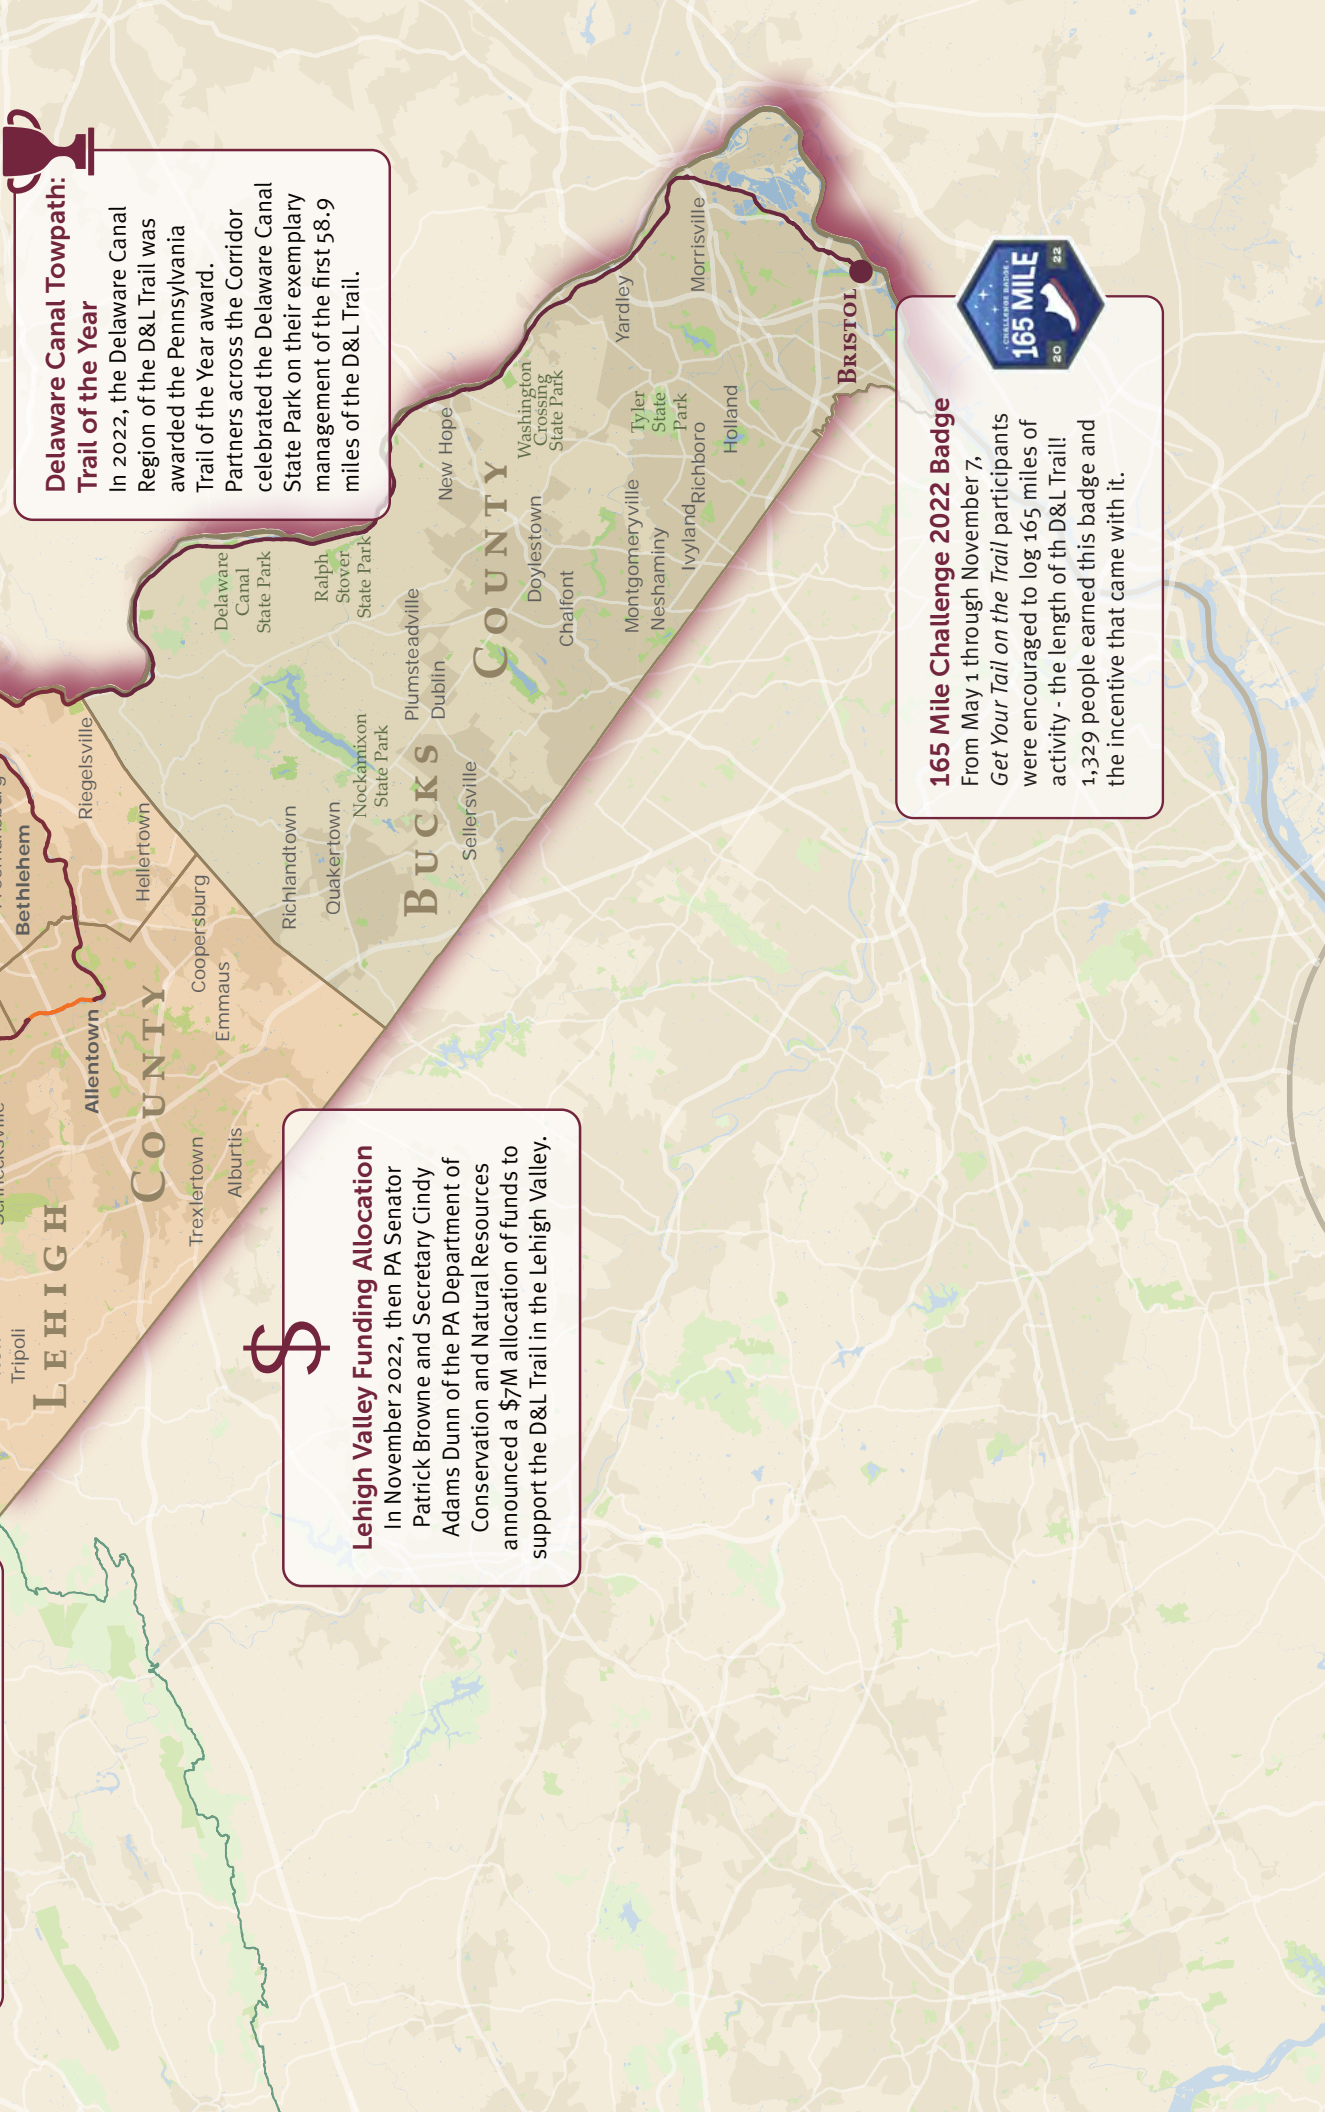 Delaware Canal Towpath:
Trail of the Year
In 2022, the Delaware Canal
Region of the D&L Trail was
awarded the Pennsylvania
Trail of the Year award.
Partners across the Corridor
celebrated the Delaware Canal
State Park on their exemplary
management of the first 58.9
miles of the D&L Trail.
Lehigh Valley Funding Allocation
In November 2022, then PA Senator
Patrick Browne and Secretary Cindy
Adams Dunn of the PA Department of
Conservation and Natural Resources
announced a $7M allocation of funds to
support the D&L Trail in the Lehigh Valley.
$
165 Mile Challenge 2022 Badge
From May 1 through November 7,
Get Your Tail on the Trail participants
were encouraged to log 165 miles of
activity - the length of th D&L Trail!
1,329 people earned this badge and
the incentive that came with it.
CHALLENGE BADGE
165 MILE
20
22
Tripoli
LEHIGH
COUNTY
Allentown
Bethlehem
Trexlertown
Alburtis
Emmaus
Coopersburg
Hellertown
Riegelsville
Richlandtown
Quakertown
Nockamixon
State Park
BUCKS
COUNTY
Sellersville
Dublin
Plumsteadville
Delaware
Canal
State Park
Ralph
Stover
State Park
New Hope
Doylestown
Chalfont
Washington
Crossing
State Park
Montgomeryville
Neshaminy
Ivyland
Richboro
Tyler
State
Park
Holland
Yardley
Morrisville
BRISTOL